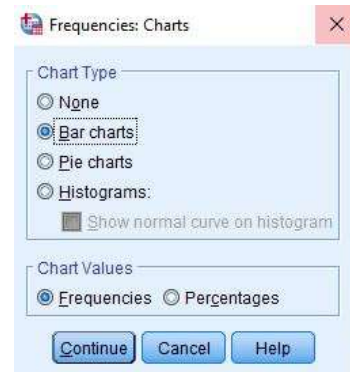 Frequencies: Charts
Chart Type
None
Bar charts
Pie charts
Histograms:
Show normal curve on histogram
Chart Values
Frequencies Percentages
Continue Cancel Help